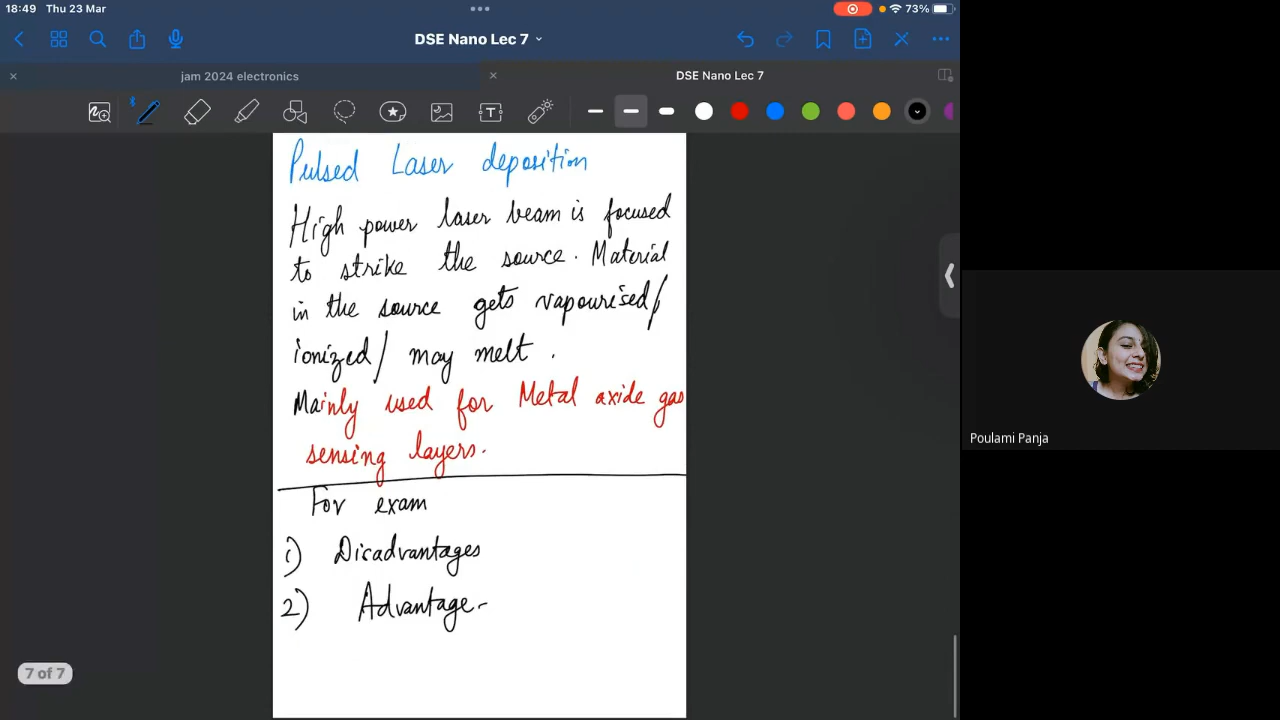 18:49 Thu 23 Mar
73%
DSE Nano Lec 7
jam 2024 electronics
DSE Nano Lec 7
T
Pulsed Laser deposition
High power laser beam is focused
to strike the source. Material
in the source gets vapourised/
ionized/ may melt.
Mainly used for Metal oxide gas
sensing layers.
For exam
1) Disadvantages
2) Advantage-
7 of 7
Poulami Panja